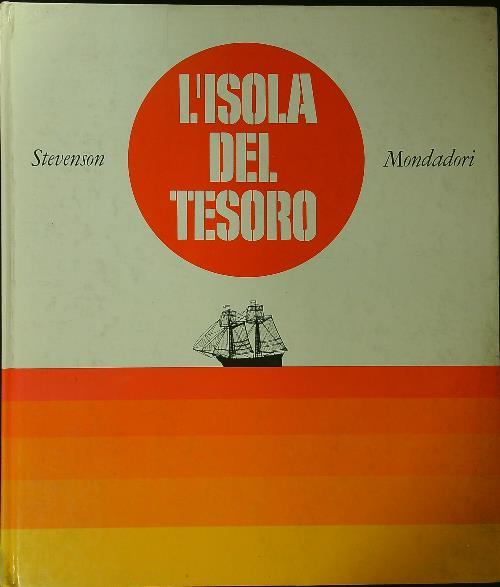 L'ISOLA
DEL
TESORO
Stevenson
Mondadori